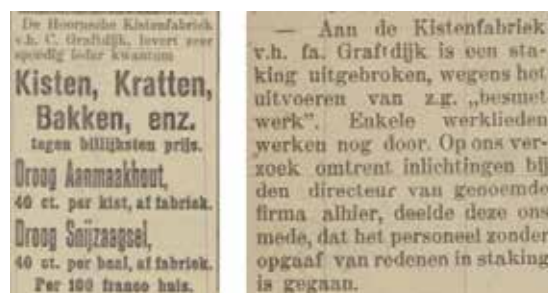 De Hoornsche Kistenfabriek
v.h. C. Graftdijk, levert zeer
spoedig ieder kwantum
Kisten, Kratten,
Bakken, enz.
tegen billijksten prijs.
Droog Aanmaakhout,
40 ct. per kist, af fabriek.
Droog Snijzaagsel,
40 ct. per baal, af fabriek.
Per 100 franco huis.
— Aan de Kistenfabriek
v.h. fa. Graftdijk is een sta-
king uitgebroken, wegens het
uitvoeren van z.g. „besmet
werk”. Enkele werklieden
werken nog door. Op ons ver-
zoek omtrent inlichtingen bij
den directeur van genoemde
firma alhier, deelde deze ons
mede, dat het personeel zonder
opgaaf van redenen in staking
is gegaan.